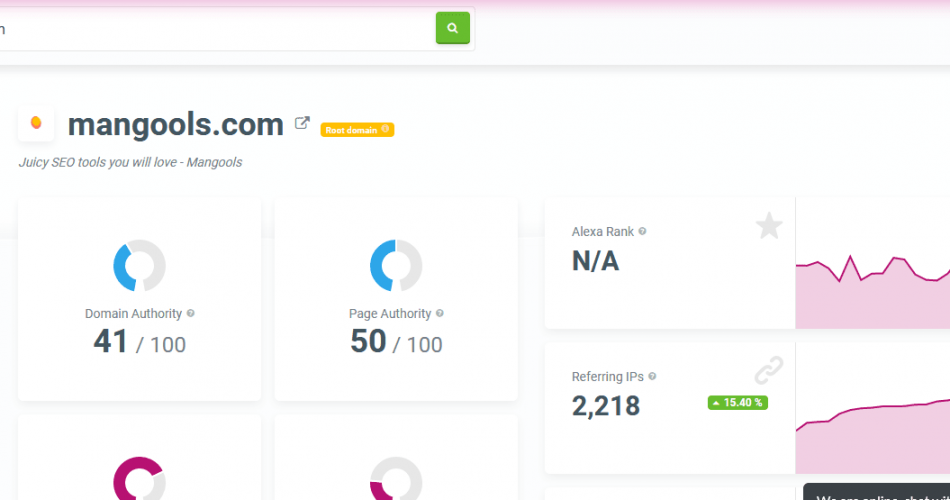 mangools.com
Root domain
Juicy SEO tools you will love - Mangools
Domain Authority
41 / 100
Page Authority
50 / 100
Alexa Rank
N/A
Referring IPs
2,218
15.40 %
We are online, chat wit